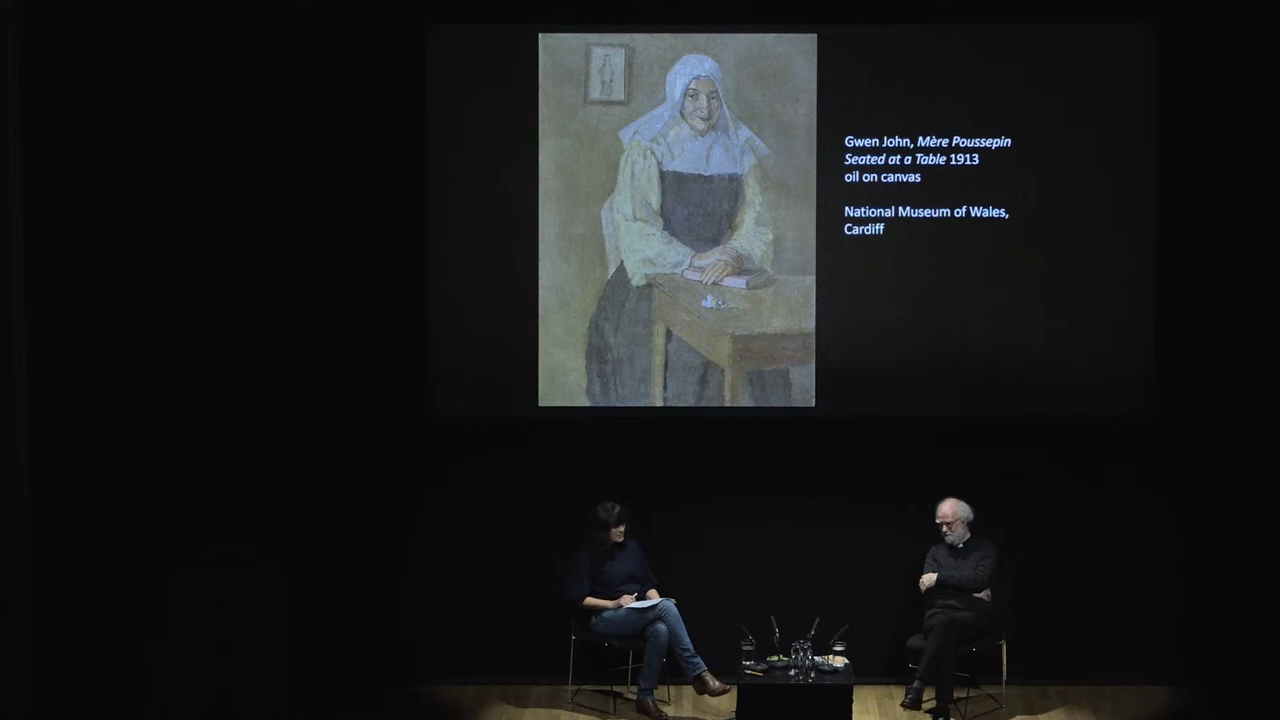 Gwen John, Mère Poussepin
Seated at a Table 1913
oil on canvas
National Museum of Wales,
Cardiff